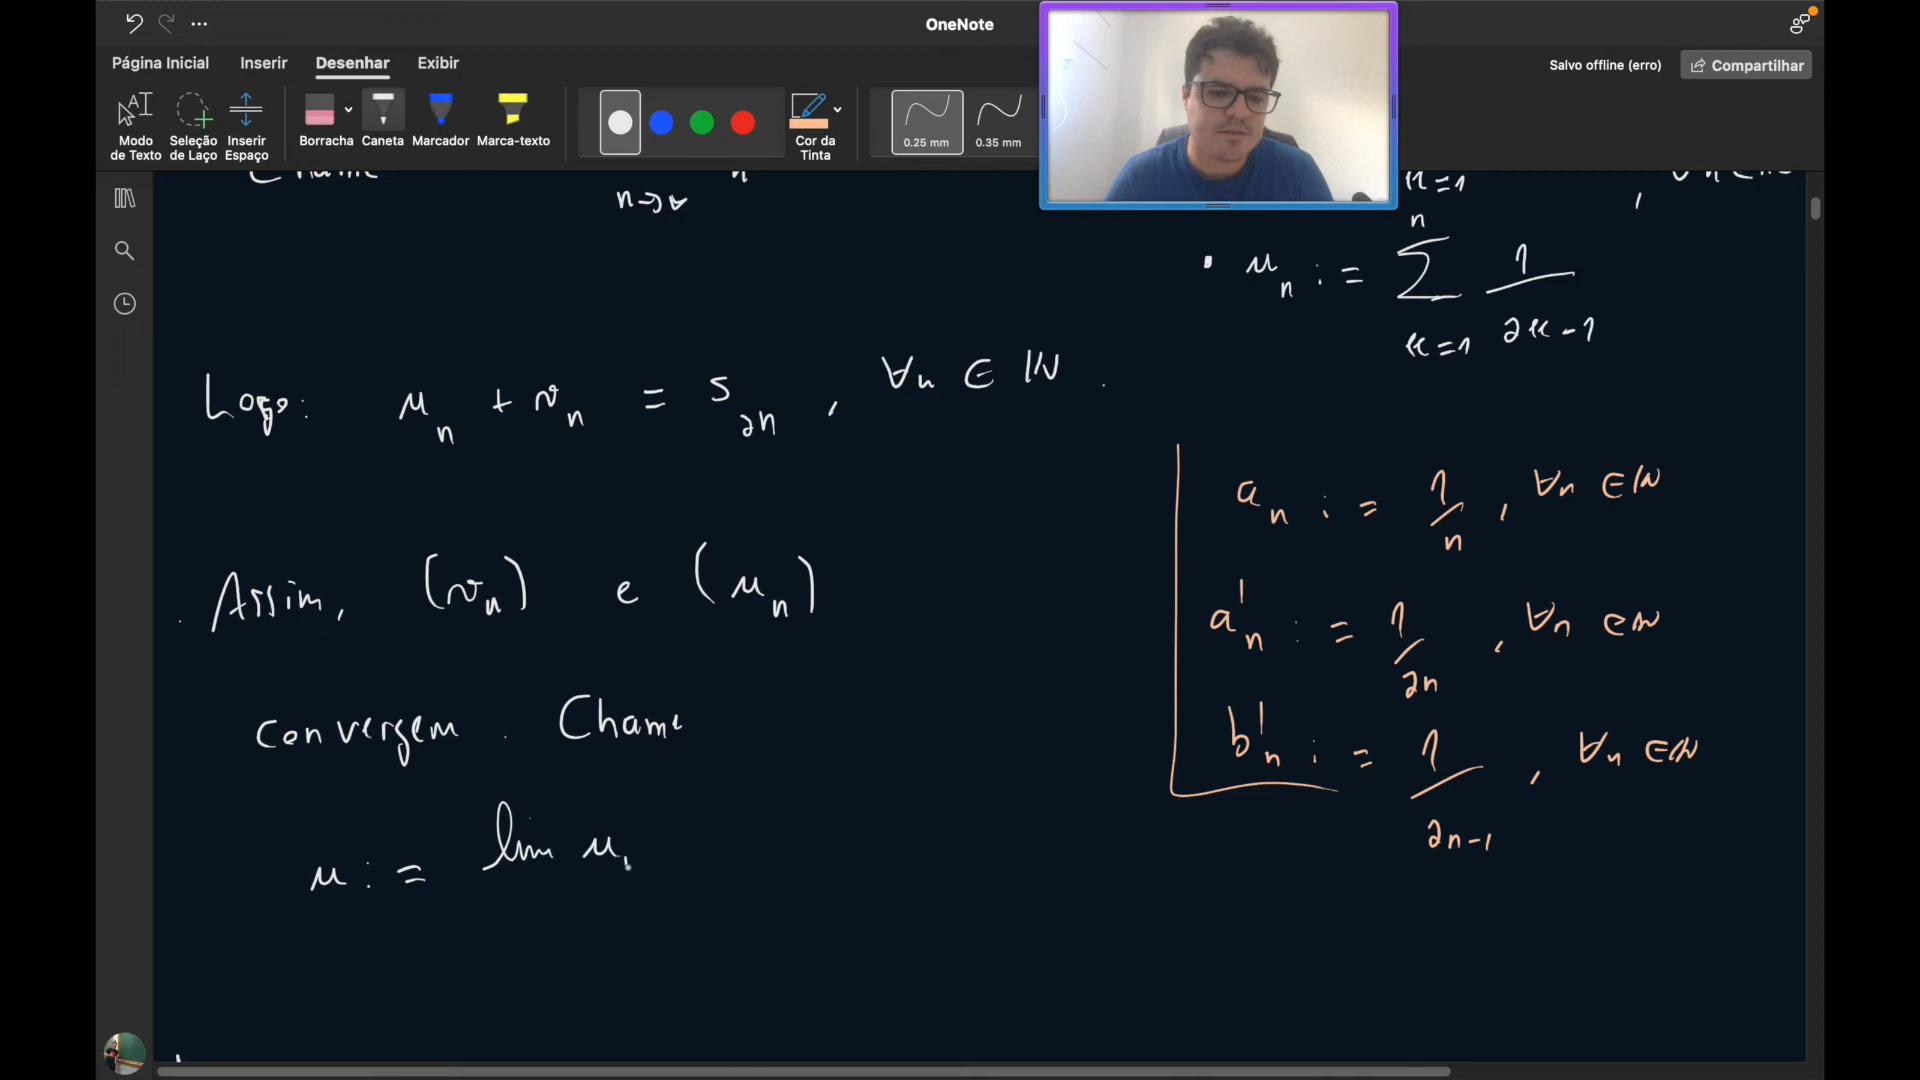 OneNote
Página Inicial Inserir Desenhar Exibir
Salvo offline (erro) Compartilhar
Modo de Texto
Seleção de Laço
Inserir Espaço
Borracha Caneta Marcador Marca-texto
Cor da Tinta
0.25 mm 0.35 mm
Chame
n
n→∞
k=1 , ∀n∈ℕ
• u_n := ∑_{k=1}^{n} 1/(2k-1)
Logo: u_n + v_n = s_{2n} , ∀n ∈ ℕ .
a_n := 1/n , ∀n ∈ ℕ
Assim, (v_n) e (u_n)
a'_n := 1/2n , ∀n ∈ ℕ
convergem . Chame
b'_n := 1/(2n-1) , ∀n ∈ ℕ
u := lim u